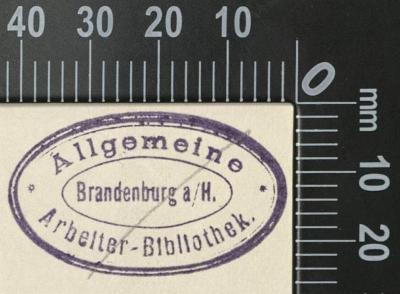 40 30 20 10 0
mm
10
20
Allgemeine
Brandenburg a/H.
Arbeiter-Bibliothek.